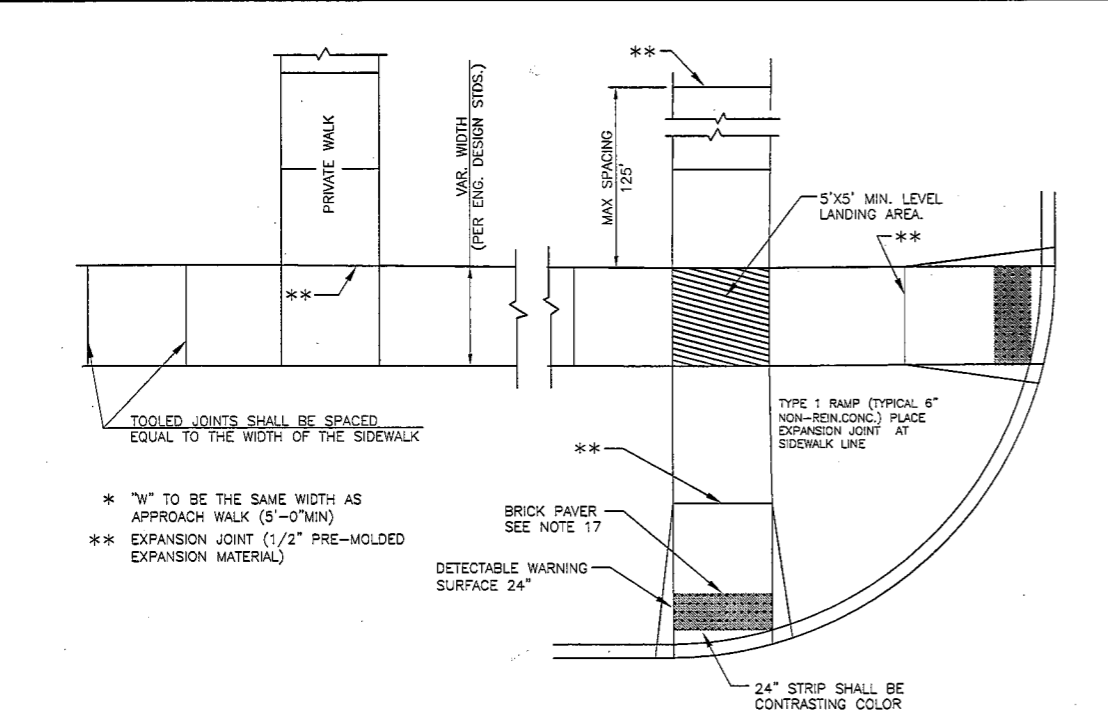 **
PRIVATE WALK
VAR. WIDTH
(PER ENG. DESIGN STDS.)
MAX SPACING
125'
5'X5' MIN. LEVEL
LANDING AREA.
**
**
TOOLED JOINTS SHALL BE SPACED
EQUAL TO THE WIDTH OF THE SIDEWALK
TYPE 1 RAMP (TYPICAL 6"
NON-REIN.CONC.) PLACE
EXPANSION JOINT AT
SIDEWALK LINE
**
* "W" TO BE THE SAME WIDTH AS
APPROACH WALK (5'-0"MIN)
** EXPANSION JOINT (1/2" PRE-MOLDED
EXPANSION MATERIAL)
BRICK PAVER
SEE NOTE 17
DETECTABLE WARNING
SURFACE 24"
24" STRIP SHALL BE
CONTRASTING COLOR